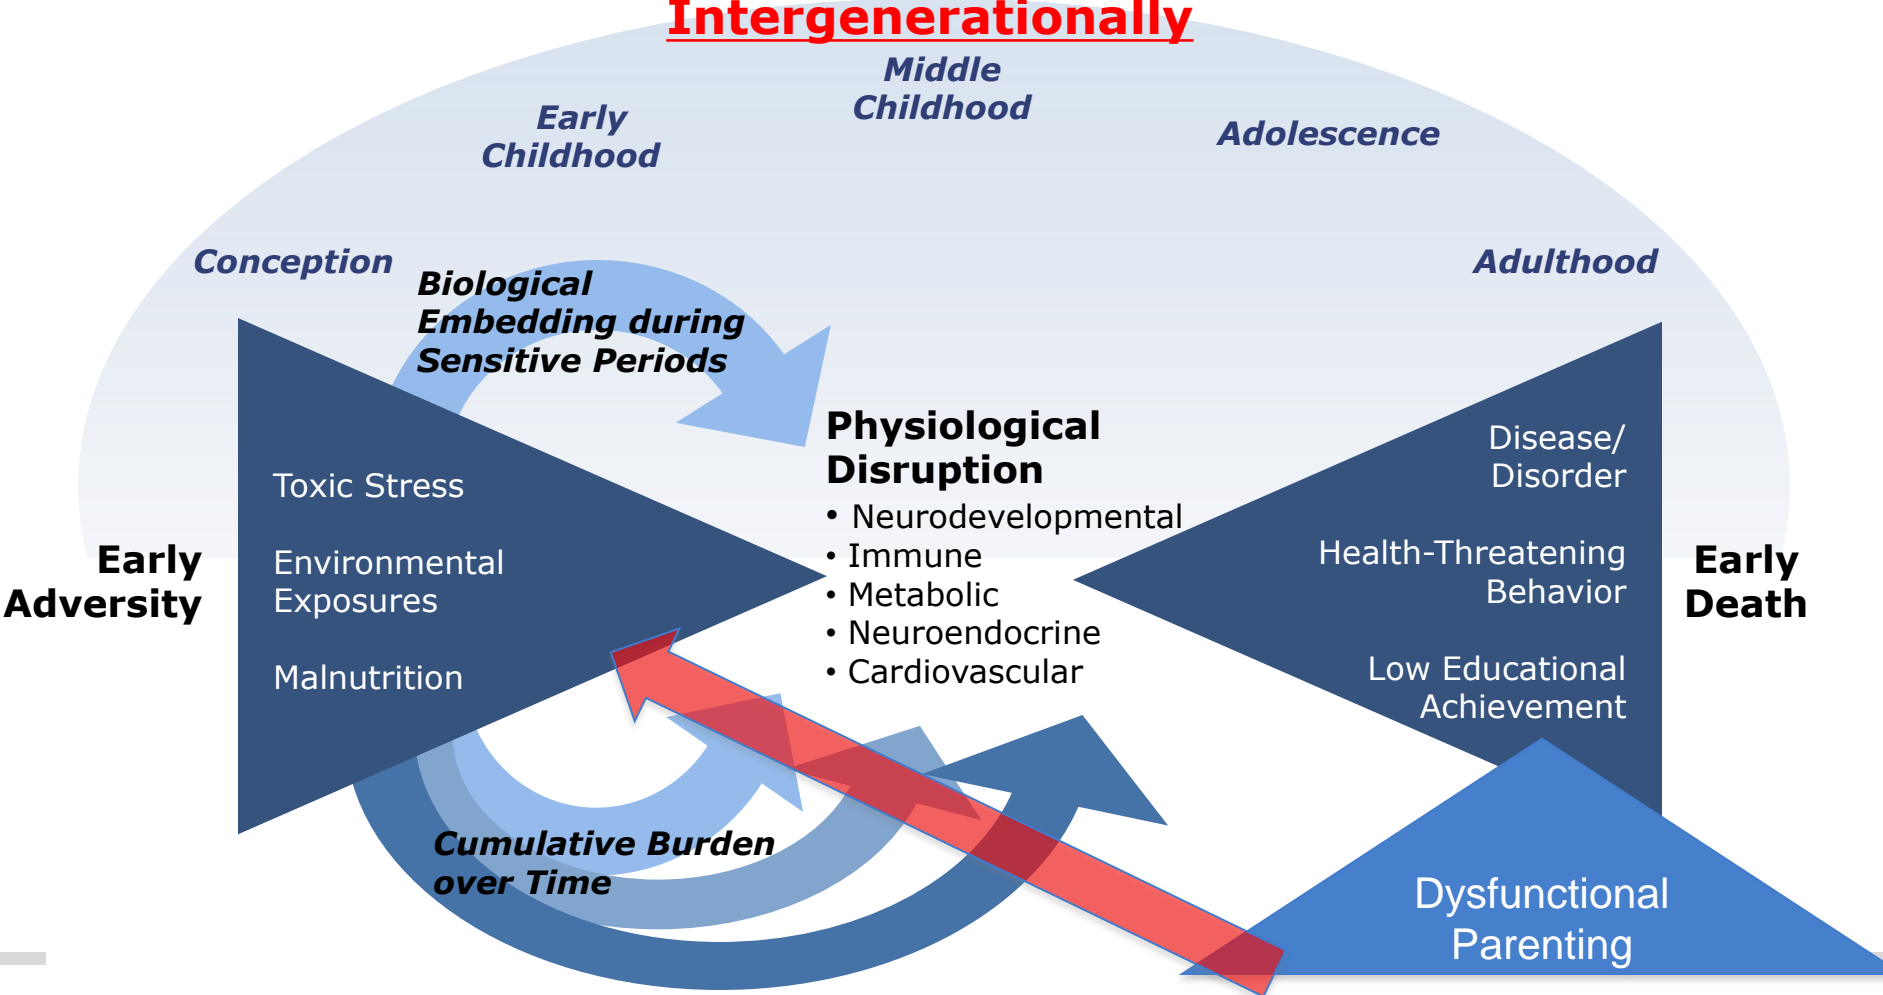 Intergenerationally
Middle
Childhood
Early
Childhood
Adolescence
Conception
Adulthood
Biological
Embedding during
Sensitive Periods
Physiological
Disruption
• Neurodevelopmental
• Immune
• Metabolic
• Neuroendocrine
• Cardiovascular
Toxic Stress
Environmental
Exposures
Malnutrition
Early
Adversity
Disease/
Disorder
Health-Threatening
Behavior
Low Educational
Achievement
Early
Death
Cumulative Burden
over Time
Dysfunctional
Parenting